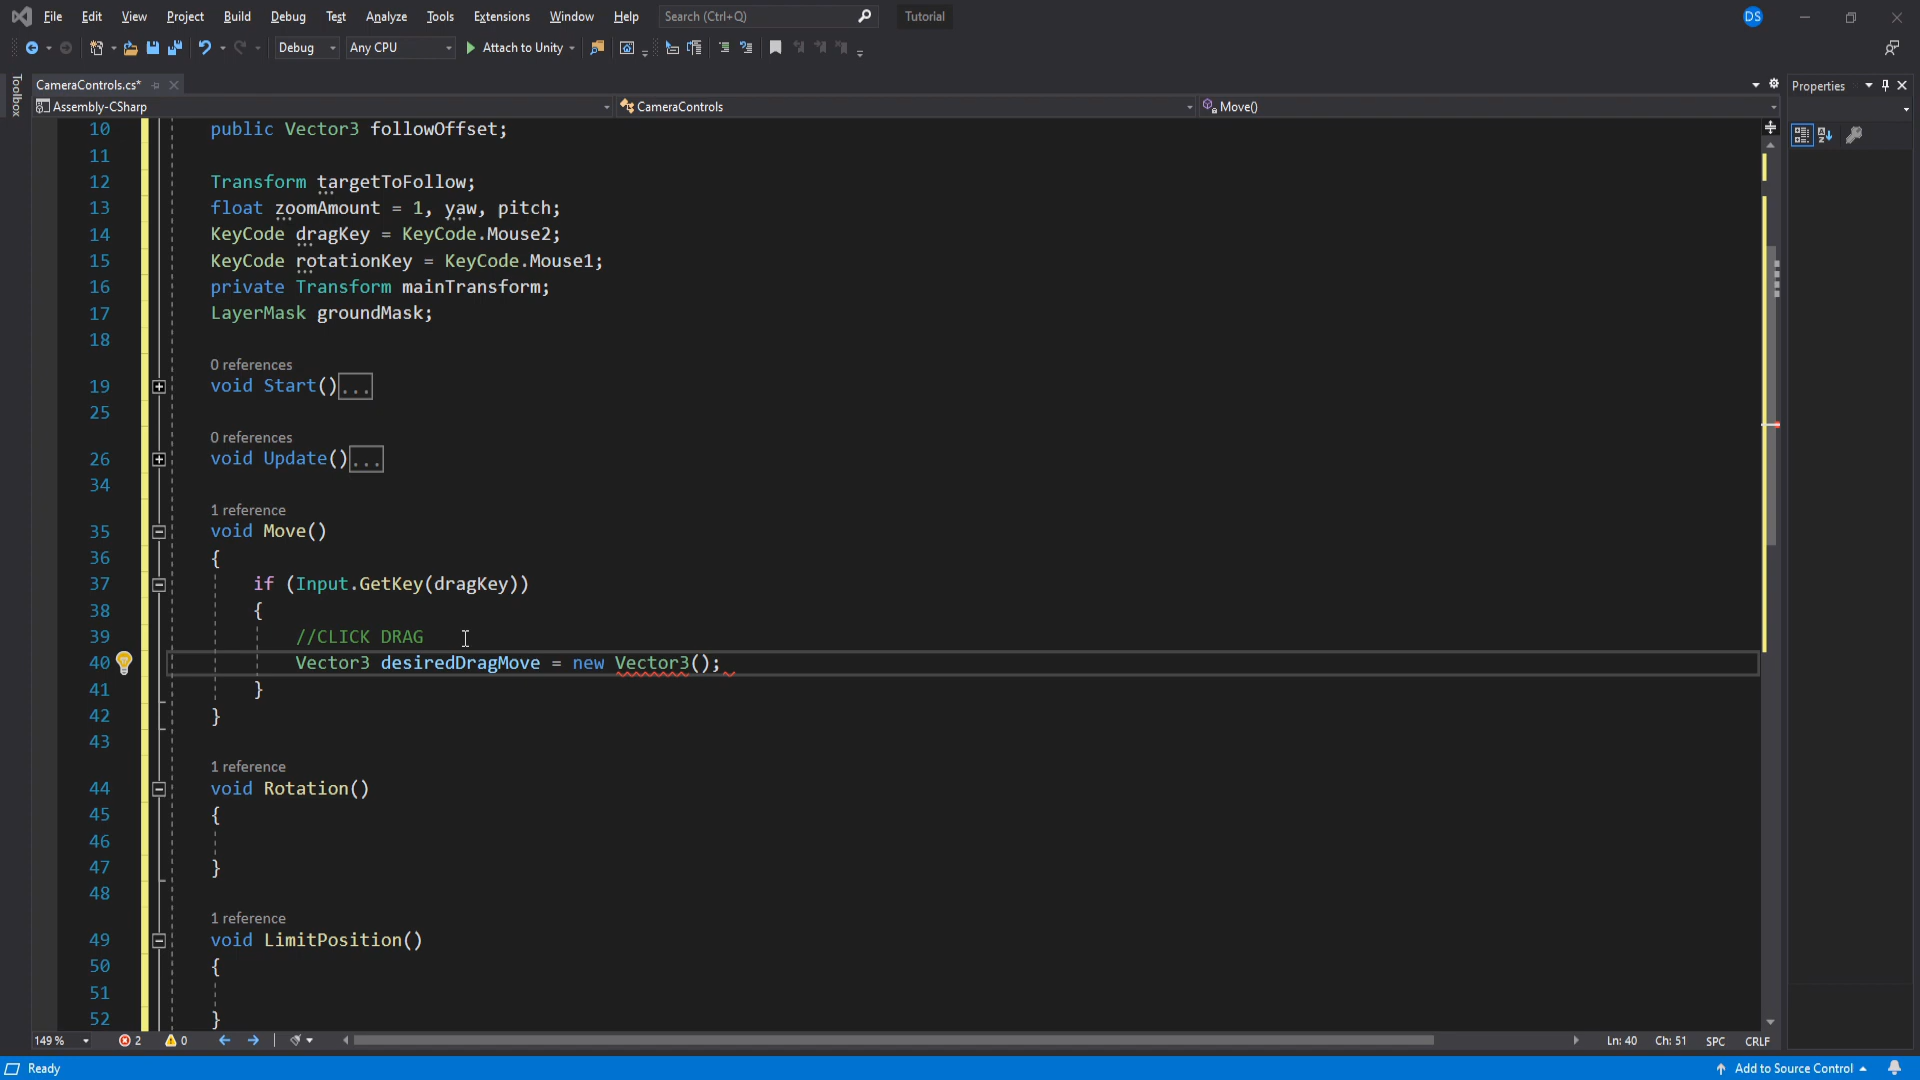 File Edit View Project Build Debug Test Analyze Tools Extensions Window Help Search (Ctrl+Q) Tutorial DS
Debug Any CPU Attach to Unity
Toolbox
CameraControls.cs*
Properties
Assembly-CSharp CameraControls Move()
10 public Vector3 followOffset;
11
12 Transform targetToFollow;
13 float zoomAmount = 1, yaw, pitch;
14 KeyCode dragKey = KeyCode.Mouse2;
15 KeyCode rotationKey = KeyCode.Mouse1;
16 private Transform mainTransform;
17 LayerMask groundMask;
18
0 references
19 void Start()...
25
0 references
26 void Update()...
34
1 reference
35 void Move()
36 {
37 if (Input.GetKey(dragKey))
38 {
39 //CLICK DRAG
40 Vector3 desiredDragMove = new Vector3();
41 }
42 }
43
1 reference
44 void Rotation()
45 {
46
47 }
48
1 reference
49 void LimitPosition()
50 {
51
52 }
149 % 2 0 Ln: 40 Ch: 51 SPC CRLF
Ready Add to Source Control